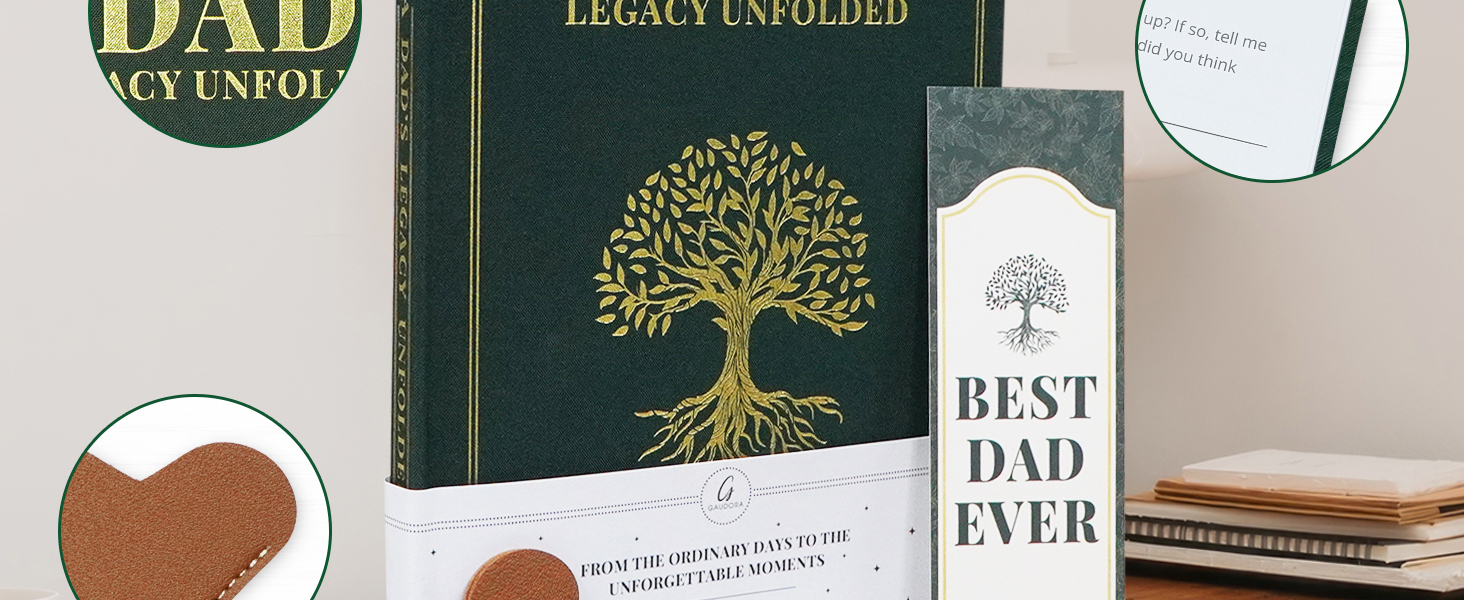 DAD
ACY UNFOL
LEGACY UNFOLDED
DAD'S LEGACY UNFOLDE
up? If so, tell me
did you think
BEST
DAD
EVER
G
GAUDORA
FROM THE ORDINARY DAYS TO THE
UNFORGETTABLE MOMENTS